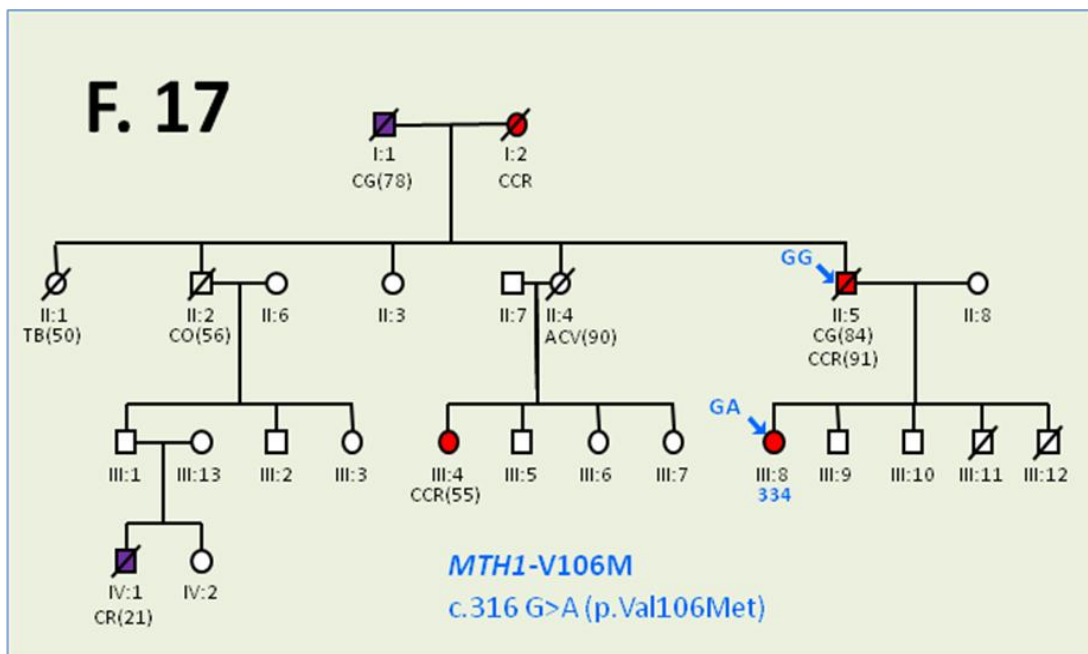 F. 17
I:1 I:2
CG(78) CCR
GG
II:1 II:2 II:6 II:3 II:7 II:4 II:5 II:8
TB(50) CO(56) ACV(90) CG(84)
CCR(91)
GA
III:1 III:13 III:2 III:3 III:4 III:5 III:6 III:7 III:8 III:9 III:10 III:11 III:12
CCR(55) 334
IV:1 IV:2
CR(21)
MTH1-V106M
c.316 G>A (p.Val106Met)